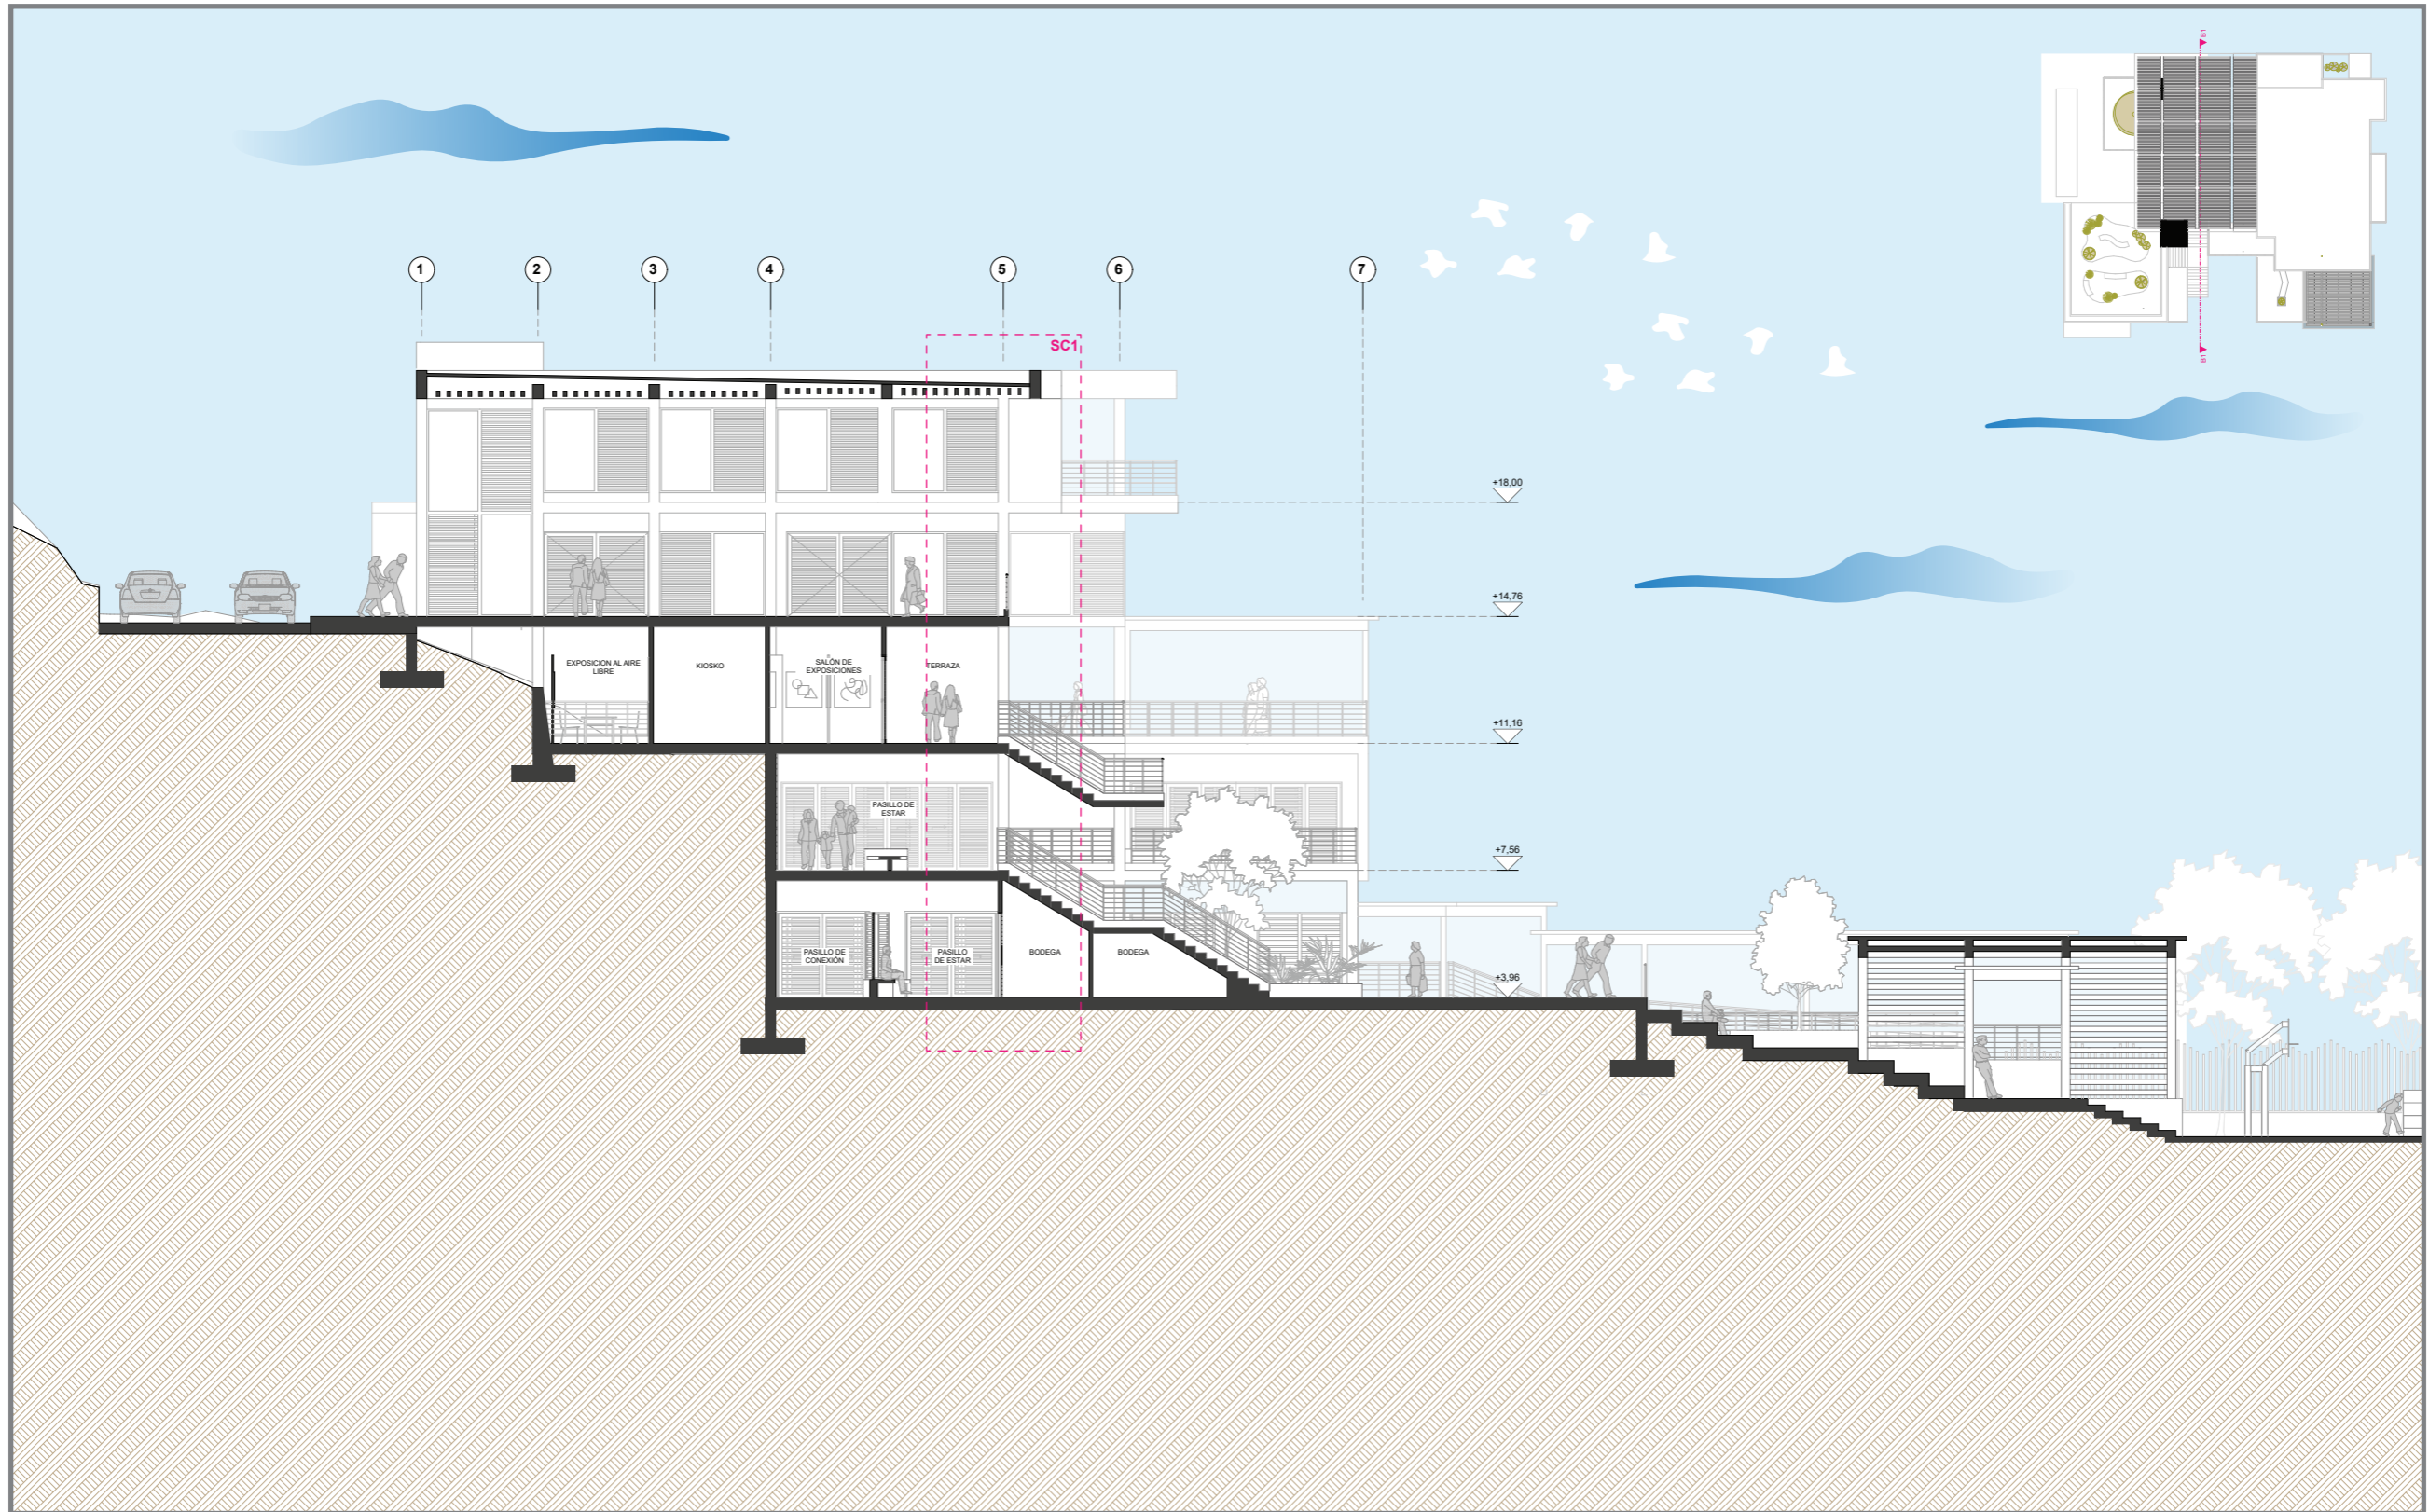 B1
1
2
3
4
5
6
7
SC1
B1
+18,00
+14,76
EXPOSICION AL AIRE
LIBRE
KIOSKO
SALÓN DE
EXPOSICIONES
TERRAZA
+11,16
PASILLO DE
ESTAR
+7,56
PASILLO DE
CONEXIÓN
PASILLO
DE ESTAR
BODEGA
BODEGA
+3,96